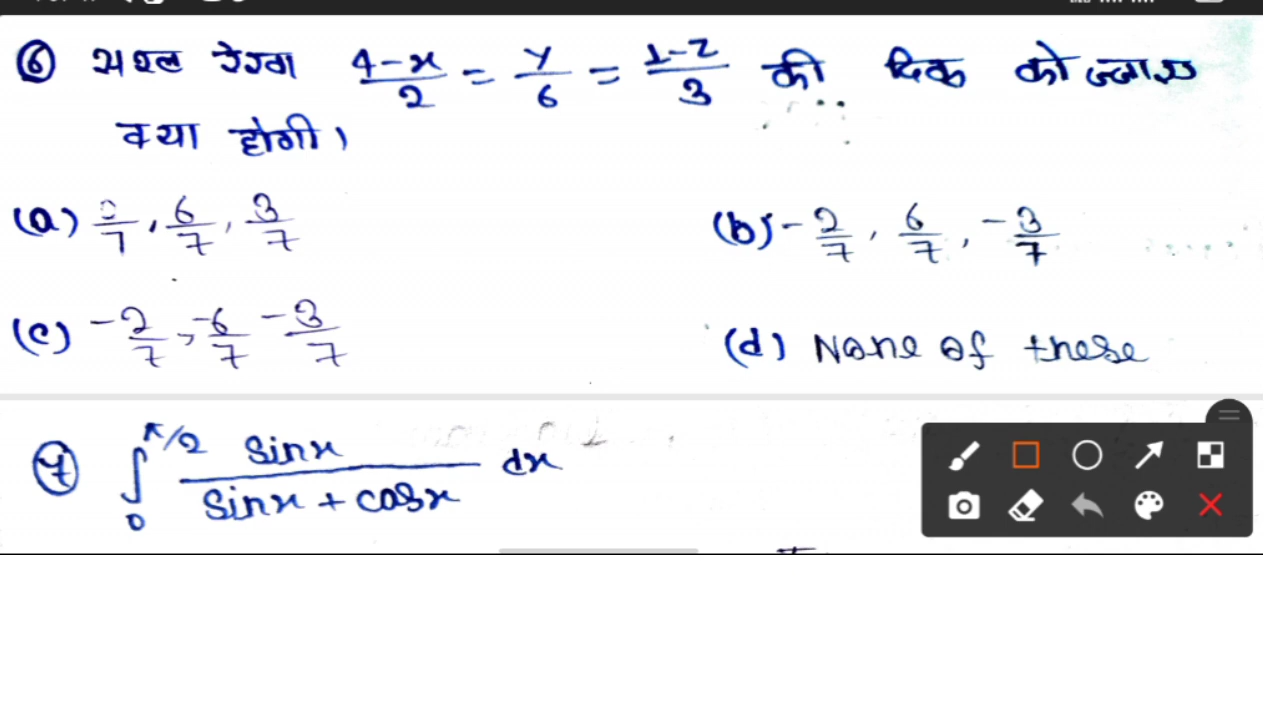 ⑥ सरल रेखा (4-x)/2 = y/6 = (1-z)/3 की दिक कोज्याएँ
क्या होगी।
(a) 2/7, 6/7, 3/7 (b) -2/7, 6/7, -3/7
(c) -2/7, -6/7 -3/7 (d) None of these
⑦ ∫₀^(π/2) sinx/(sinx + cosx) dx